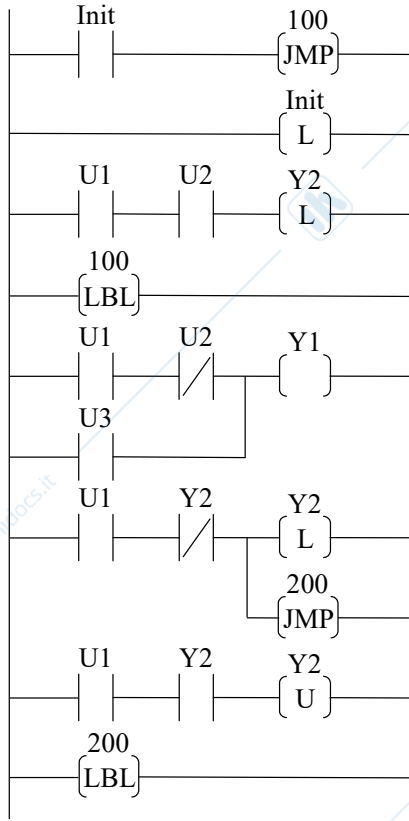 Init 100
JMP
Init
L
U1 U2 Y2
L
100
LBL
U1 U2 Y1
U3
U1 Y2 Y2
L
200
JMP
U1 Y2 Y2
U
200
LBL